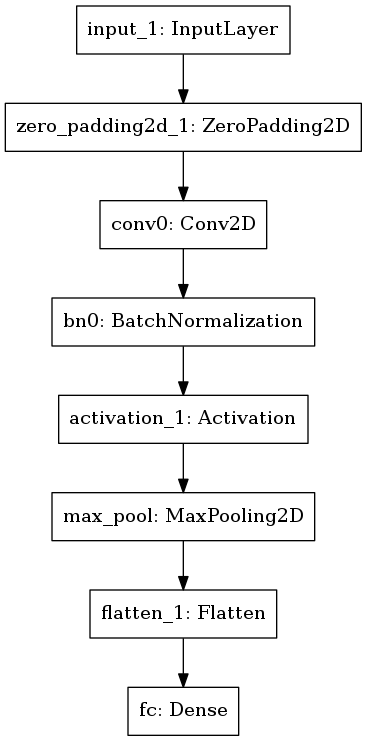 input_1: InputLayer
zero_padding2d_1: ZeroPadding2D
conv0: Conv2D
bn0: BatchNormalization
activation_1: Activation
max_pool: MaxPooling2D
flatten_1: Flatten
fc: Dense